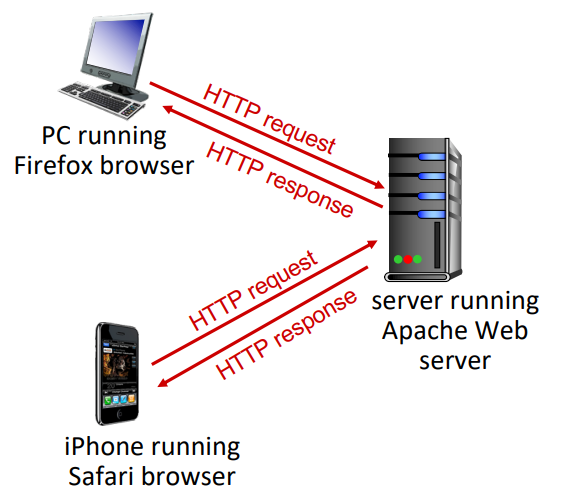 HTTP request
PC running
Firefox browser
HTTP response
HTTP request
server running
Apache Web
server
HTTP response
iPhone running
Safari browser